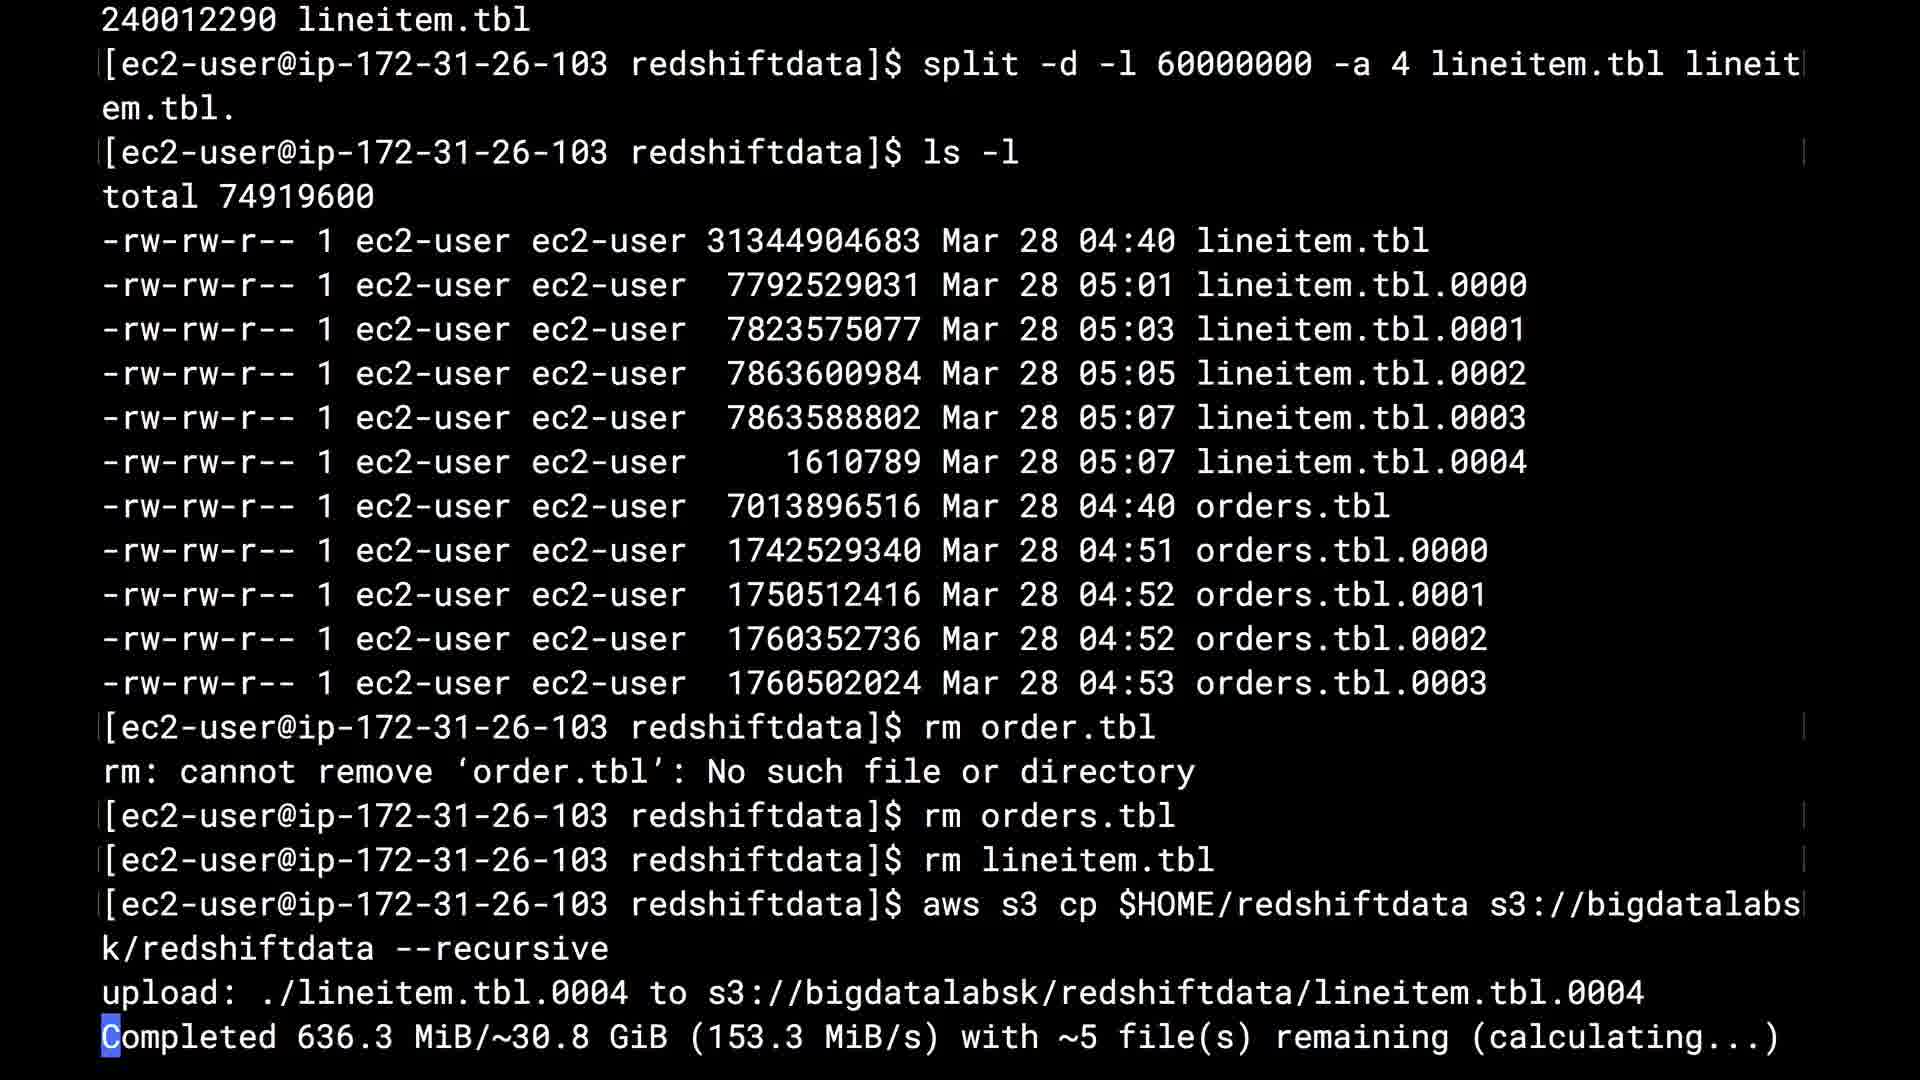 240012290 lineitem.tbl
[ec2-user@ip-172-31-26-103 redshiftdata]$ split -d -l 60000000 -a 4 lineitem.tbl lineit
em.tbl.
[ec2-user@ip-172-31-26-103 redshiftdata]$ ls -l
total 74919600
-rw-rw-r-- 1 ec2-user ec2-user 31344904683 Mar 28 04:40 lineitem.tbl
-rw-rw-r-- 1 ec2-user ec2-user  7792529031 Mar 28 05:01 lineitem.tbl.0000
-rw-rw-r-- 1 ec2-user ec2-user  7823575077 Mar 28 05:03 lineitem.tbl.0001
-rw-rw-r-- 1 ec2-user ec2-user  7863600984 Mar 28 05:05 lineitem.tbl.0002
-rw-rw-r-- 1 ec2-user ec2-user  7863588802 Mar 28 05:07 lineitem.tbl.0003
-rw-rw-r-- 1 ec2-user ec2-user     1610789 Mar 28 05:07 lineitem.tbl.0004
-rw-rw-r-- 1 ec2-user ec2-user  7013896516 Mar 28 04:40 orders.tbl
-rw-rw-r-- 1 ec2-user ec2-user  1742529340 Mar 28 04:51 orders.tbl.0000
-rw-rw-r-- 1 ec2-user ec2-user  1750512416 Mar 28 04:52 orders.tbl.0001
-rw-rw-r-- 1 ec2-user ec2-user  1760352736 Mar 28 04:52 orders.tbl.0002
-rw-rw-r-- 1 ec2-user ec2-user  1760502024 Mar 28 04:53 orders.tbl.0003
[ec2-user@ip-172-31-26-103 redshiftdata]$ rm order.tbl
rm: cannot remove ‘order.tbl’: No such file or directory
[ec2-user@ip-172-31-26-103 redshiftdata]$ rm orders.tbl
[ec2-user@ip-172-31-26-103 redshiftdata]$ rm lineitem.tbl
[ec2-user@ip-172-31-26-103 redshiftdata]$ aws s3 cp $HOME/redshiftdata s3://bigdatalabs
k/redshiftdata --recursive
upload: ./lineitem.tbl.0004 to s3://bigdatalabsk/redshiftdata/lineitem.tbl.0004
Completed 636.3 MiB/~30.8 GiB (153.3 MiB/s) with ~5 file(s) remaining (calculating...)